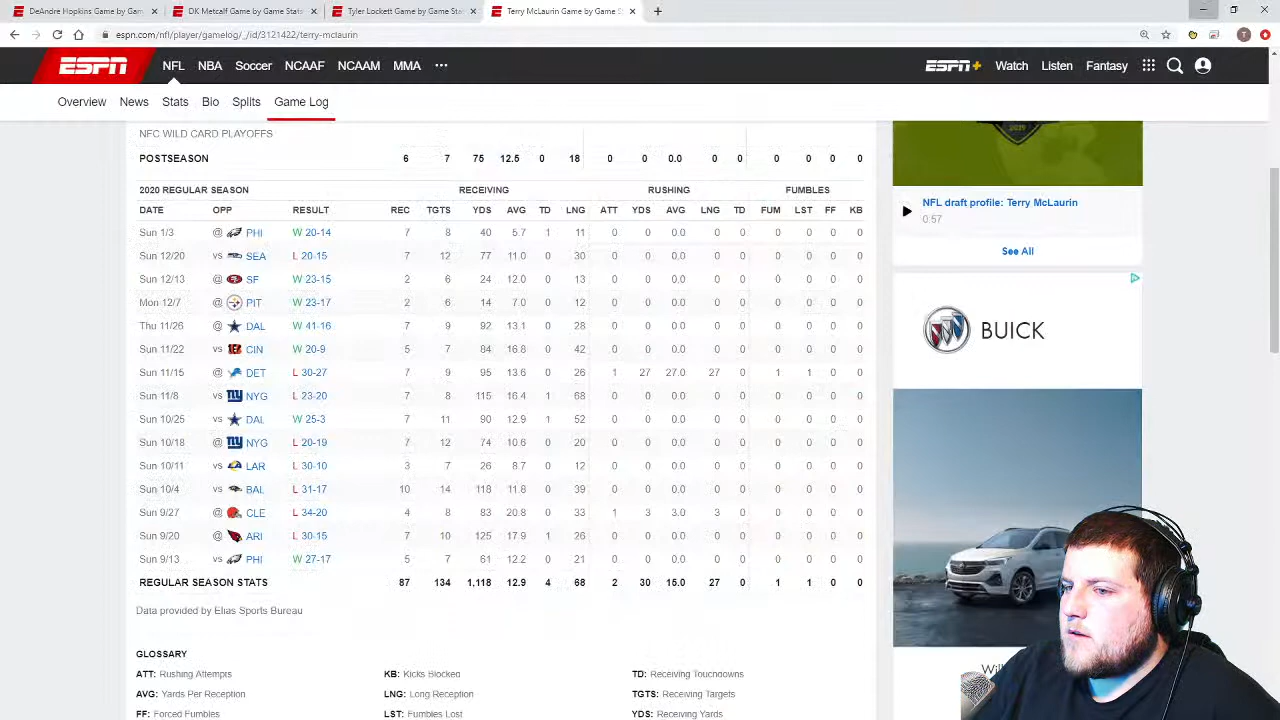 DeAndre Hopkins Game by Game
DK Metcalf Game by Game Stats
Tyler Lockett Game by Game Stat
Terry McLaurin Game by Game S
espn.com/nfl/player/gamelog/_/id/3121422/terry-mclaurin
T
ESPN NFL NBA Soccer NCAAF NCAAM MMA ESPN+ Watch Listen Fantasy
Overview News Stats Bio Splits Game Log
NFC WILD CARD PLAYOFFS
POSTSEASON 6 7 75 12.5 0 18 0 0 0.0 0 0 0 0 0 0
2020 REGULAR SEASON RECEIVING RUSHING FUMBLES
DATE OPP RESULT REC TGTS YDS AVG TD LNG ATT YDS AVG LNG TD FUM LST FF KB
Sun 1/3 @ PHI W 20-14 7 8 40 5.7 1 11 0 0 0.0 0 0 0 0 0 0
Sun 12/20 vs SEA L 20-15 7 12 77 11.0 0 30 0 0 0.0 0 0 0 0 0 0
Sun 12/13 @ SF W 23-15 2 6 24 12.0 0 13 0 0 0.0 0 0 0 0 0 0
Mon 12/7 @ PIT W 23-17 2 6 14 7.0 0 12 0 0 0.0 0 0 0 0 0 0
Thu 11/26 @ DAL W 41-16 7 9 92 13.1 0 28 0 0 0.0 0 0 0 0 0 0
Sun 11/22 vs CIN W 20-9 5 7 84 16.8 0 42 0 0 0.0 0 0 0 0 0 0
Sun 11/15 @ DET L 30-27 7 9 95 13.6 0 26 1 27 27.0 27 0 1 1 0 0
Sun 11/8 vs NYG L 23-20 7 8 115 16.4 1 68 0 0 0.0 0 0 0 0 0 0
Sun 10/25 vs DAL W 25-3 7 11 90 12.9 1 52 0 0 0.0 0 0 0 0 0 0
Sun 10/18 @ NYG L 20-19 7 12 74 10.6 0 20 0 0 0.0 0 0 0 0 0 0
Sun 10/11 vs LAR L 30-10 3 7 26 8.7 0 12 0 0 0.0 0 0 0 0 0 0
Sun 10/4 vs BAL L 31-17 10 14 118 11.8 0 39 0 0 0.0 0 0 0 0 0 0
Sun 9/27 @ CLE L 34-20 4 8 83 20.8 0 33 1 3 3.0 3 0 0 0 0 0
Sun 9/20 @ ARI L 30-15 7 10 125 17.9 1 26 0 0 0.0 0 0 0 0 0 0
Sun 9/13 vs PHI W 27-17 5 7 61 12.2 0 21 0 0 0.0 0 0 0 0 0 0
REGULAR SEASON STATS 87 134 1,118 12.9 4 68 2 30 15.0 27 0 1 1 0 0
Data provided by Elias Sports Bureau
GLOSSARY
ATT: Rushing Attempts KB: Kicks Blocked TD: Receiving Touchdowns
AVG: Yards Per Reception LNG: Long Reception TGTS: Receiving Targets
FF: Forced Fumbles LST: Fumbles Lost YDS: Receiving Yards
NFL draft profile: Terry McLaurin
0:57
See All
BUICK